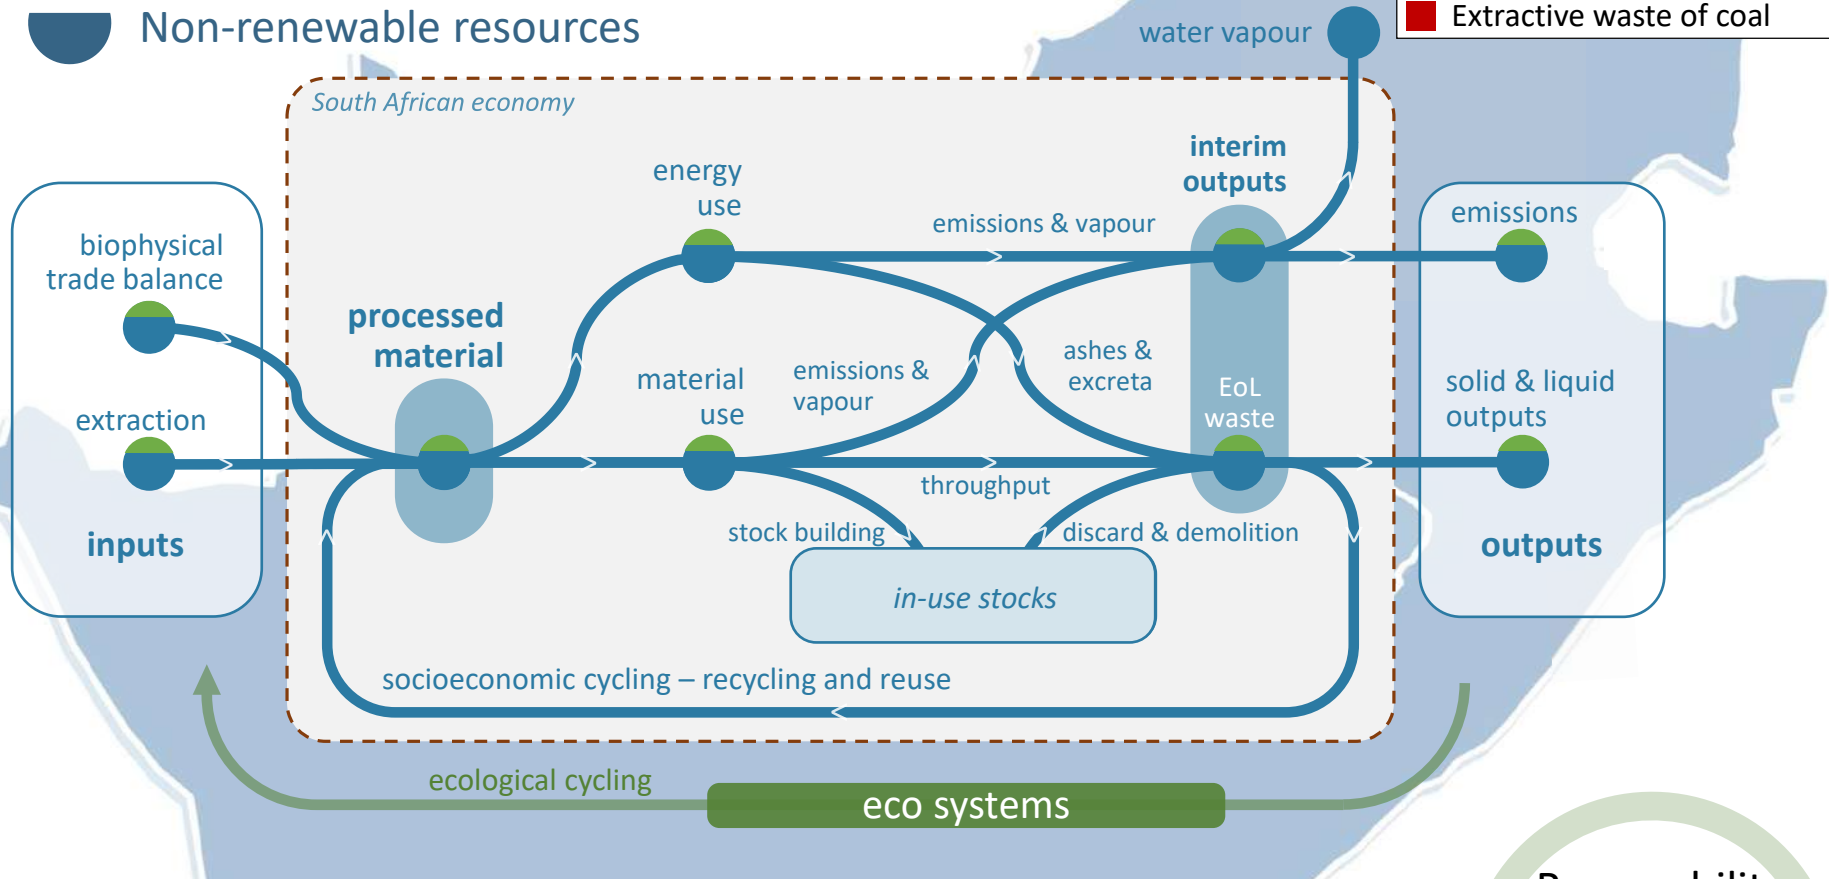 Non-renewable resources
water vapour
Extractive waste of coal
South African economy
interim
outputs
energy
use
emissions & vapour
emissions
biophysical
trade balance
processed
material
material
use
emissions &
vapour
ashes &
excreta
EoL
waste
solid & liquid
outputs
extraction
throughput
stock building
discard & demolition
inputs
outputs
in-use stocks
socioeconomic cycling – recycling and reuse
ecological cycling
eco systems